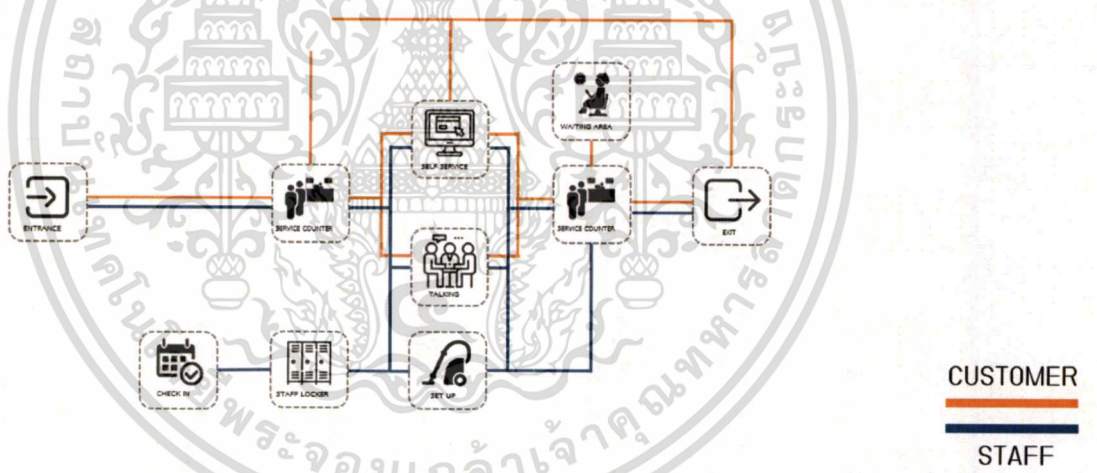 WAITING AREA
SELF SERVICE
ENTRANCE
SERVICE COUNTER
SERVICE COUNTER
EXIT
TALKING
CHECK IN
STAFF LOCKER
SET UP
CUSTOMER
STAFF